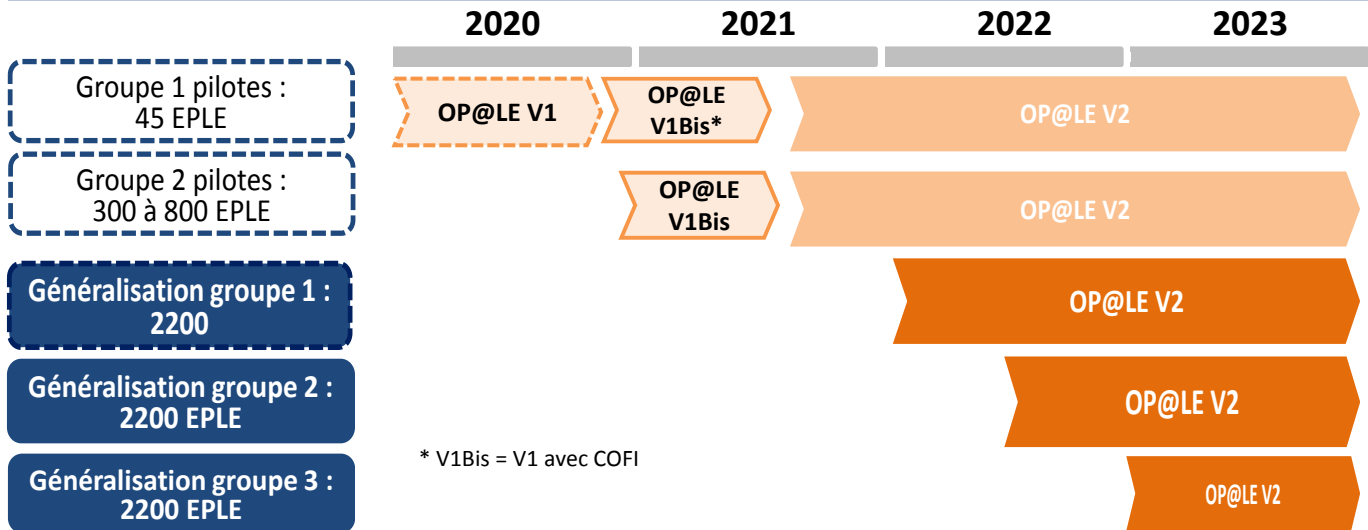 2020 2021 2022 2023
Groupe 1 pilotes :
45 EPLE
OP@LE V1
OP@LE
V1Bis*
OP@LE V2
Groupe 2 pilotes :
300 à 800 EPLE
OP@LE
V1Bis
OP@LE V2
Généralisation groupe 1 :
2200
OP@LE V2
Généralisation groupe 2 :
2200 EPLE
OP@LE V2
* V1Bis = V1 avec COFI
Généralisation groupe 3 :
2200 EPLE
OP@LE V2